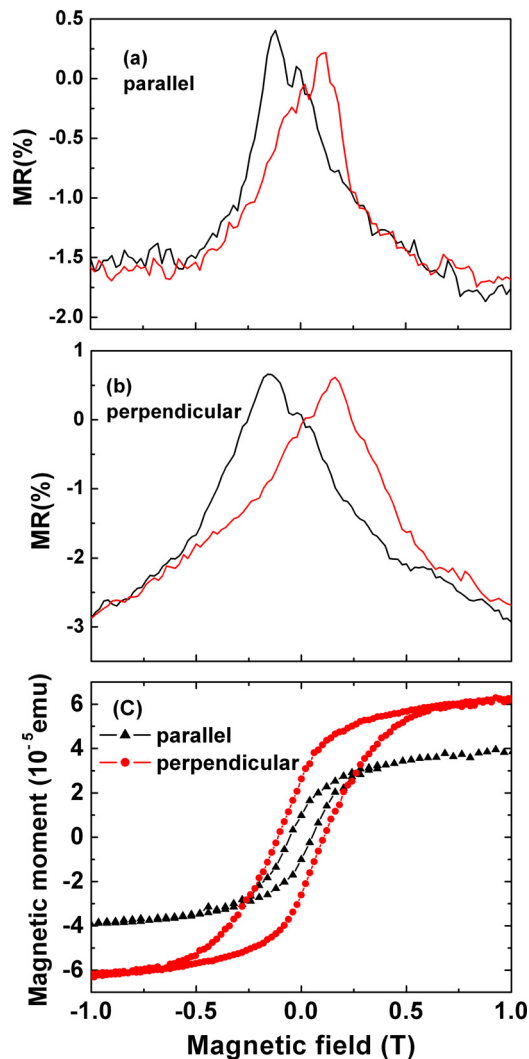 0.5
(a)
parallel
0.0
-0.5
-1.0
-1.5
-2.0
MR(%)
1
(b)
perpendicular
0
-1
-2
-3
MR(%)
6
(C)
parallel
perpendicular
4
2
0
-2
-4
-6
Magnetic moment (10⁻⁵emu)
-1.0 -0.5 0.0 0.5 1.0
Magnetic field (T)